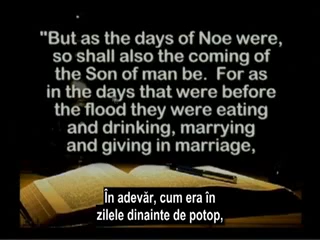 "But as the days of Noe were,
so shall also the coming of
the Son of man be.  For as
in the days that were before
the flood they were eating
and drinking, marrying
and giving in marriage,
În adevăr, cum era în
zilele dinainte de potop,